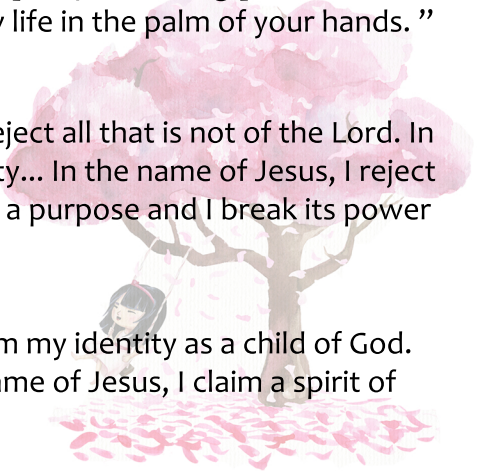 life in the palm of your hands. ”
eject all that is not of the Lord. In
ty... In the name of Jesus, I reject
a purpose and I break its power
m my identity as a child of God.
ame of Jesus, I claim a spirit of